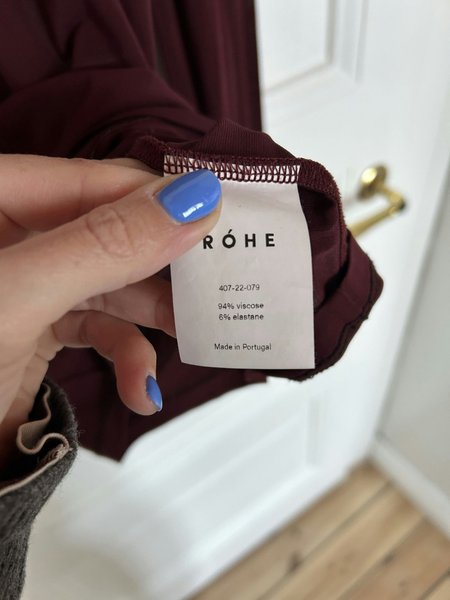 RÓHE
407-22-079
94% viscose
6% elastane
Made in Portugal